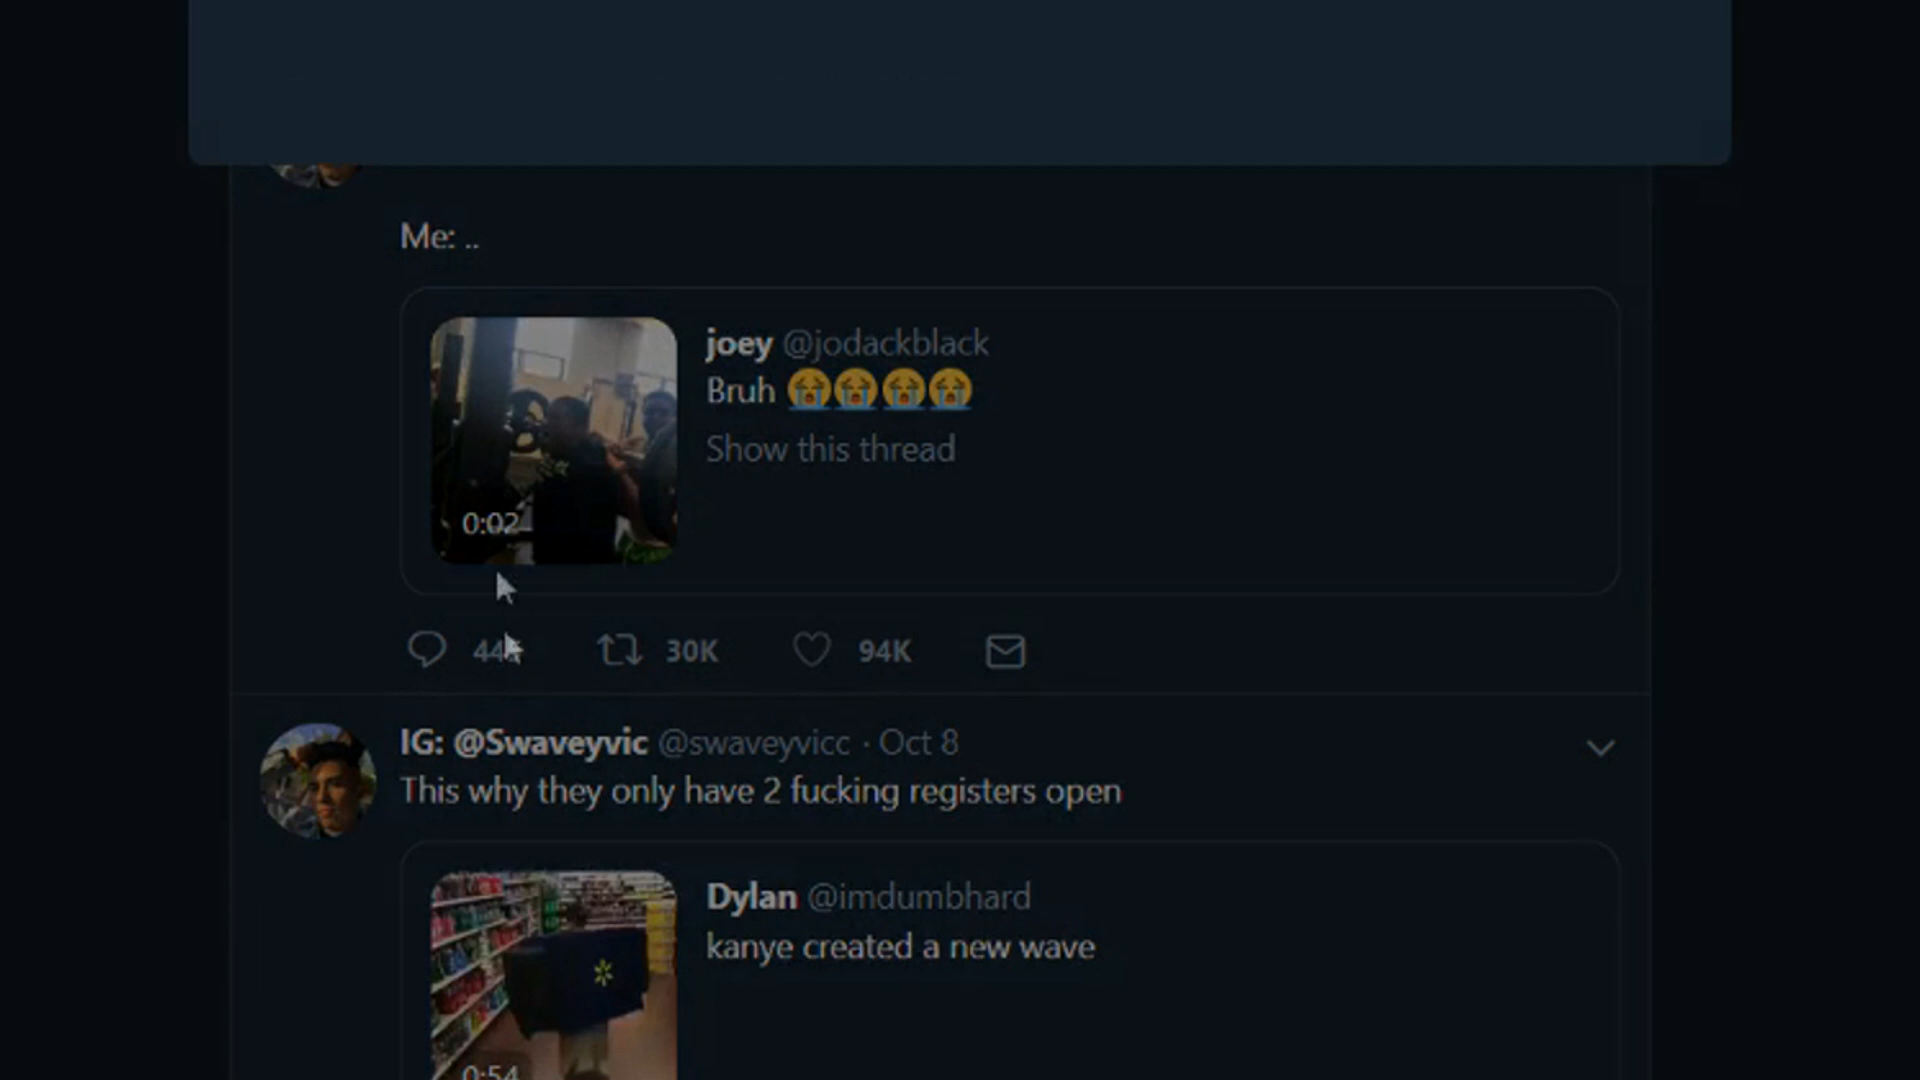 Me: ..
joey @jodackblack
Bruh 😭😭😭😭
Show this thread
0:02
30K 94K
IG: @Swaveyvic @swaveyvicc · Oct 8
This why they only have 2 fucking registers open
Dylan @imdumbhard
kanye created a new wave
0:54